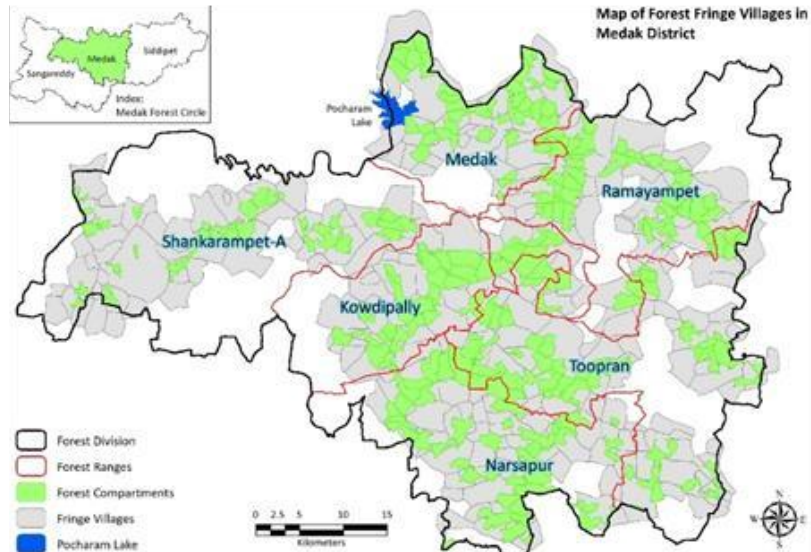 Map of Forest Fringe Villages in
Medak District
Siddipet
Medak
Sangareddy
Index:
Medak Forest Circle
Pocharam
Lake
Medak
Ramayampet
Shankarampet-A
Kowdipally
Toopran
Narsapur
Forest Division
Forest Ranges
Forest Compartments
Fringe Villages
Pocharam Lake
0 2.5 5 10 15
Kilometers
N
W E
S